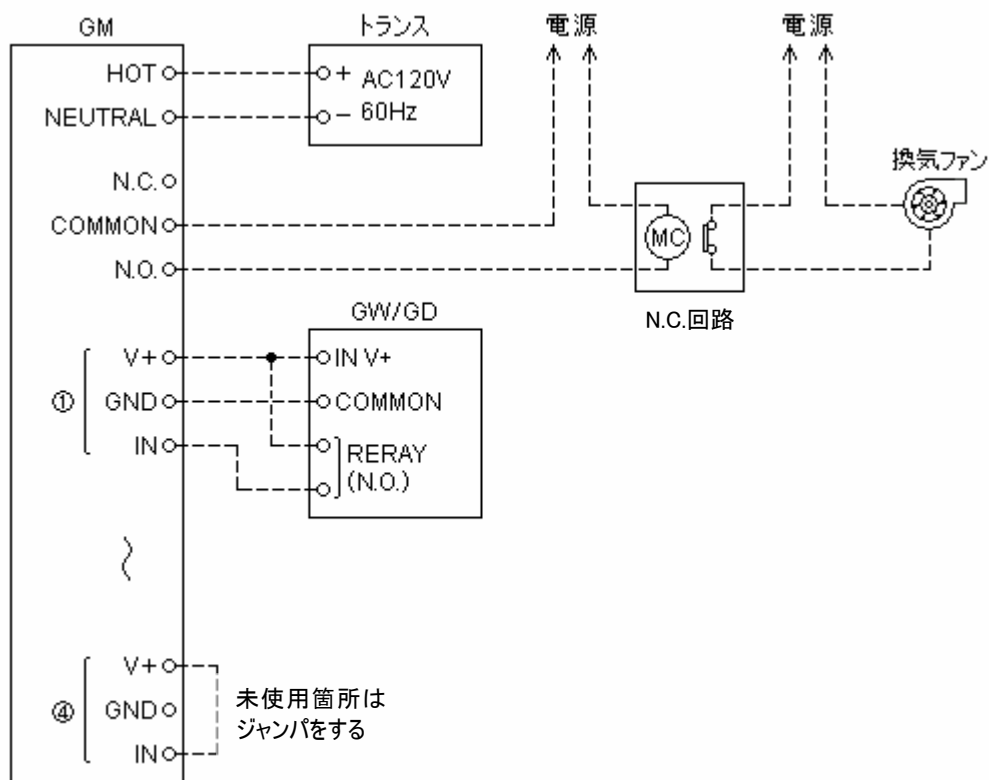 GM
HOT
NEUTRAL
N.C.
COMMON
N.O.
トランス
+ AC120V
− 60Hz
電源
電源
換気ファン
MC
N.C.回路
GW/GD
①
V+
GND
IN
IN V+
COMMON
RERAY
(N.O.)
④
V+
GND
IN
未使用箇所は
ジャンパをする